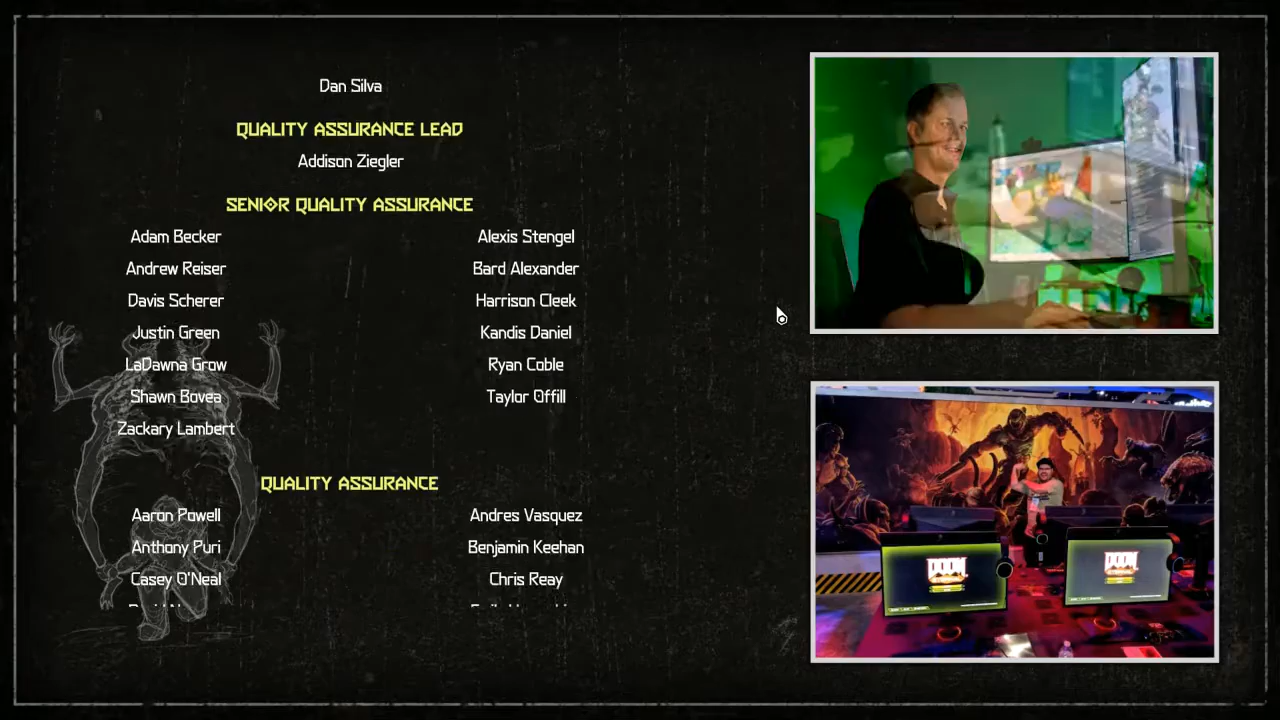 Dan Silva
QUALITY ASSURANCE LEAD
Addison Ziegler
SENIOR QUALITY ASSURANCE
Adam Becker
Alexis Stengel
Andrew Reiser
Bard Alexander
Davis Scherer
Harrison Cleek
Justin Green
Kandis Daniel
LaDawna Grow
Ryan Coble
Shawn Bovea
Taylor Offill
Zackary Lambert
QUALITY ASSURANCE
Aaron Powell
Andres Vasquez
Anthony Puri
Benjamin Keehan
Casey O'Neal
Chris Reay
DOOM
DOOM